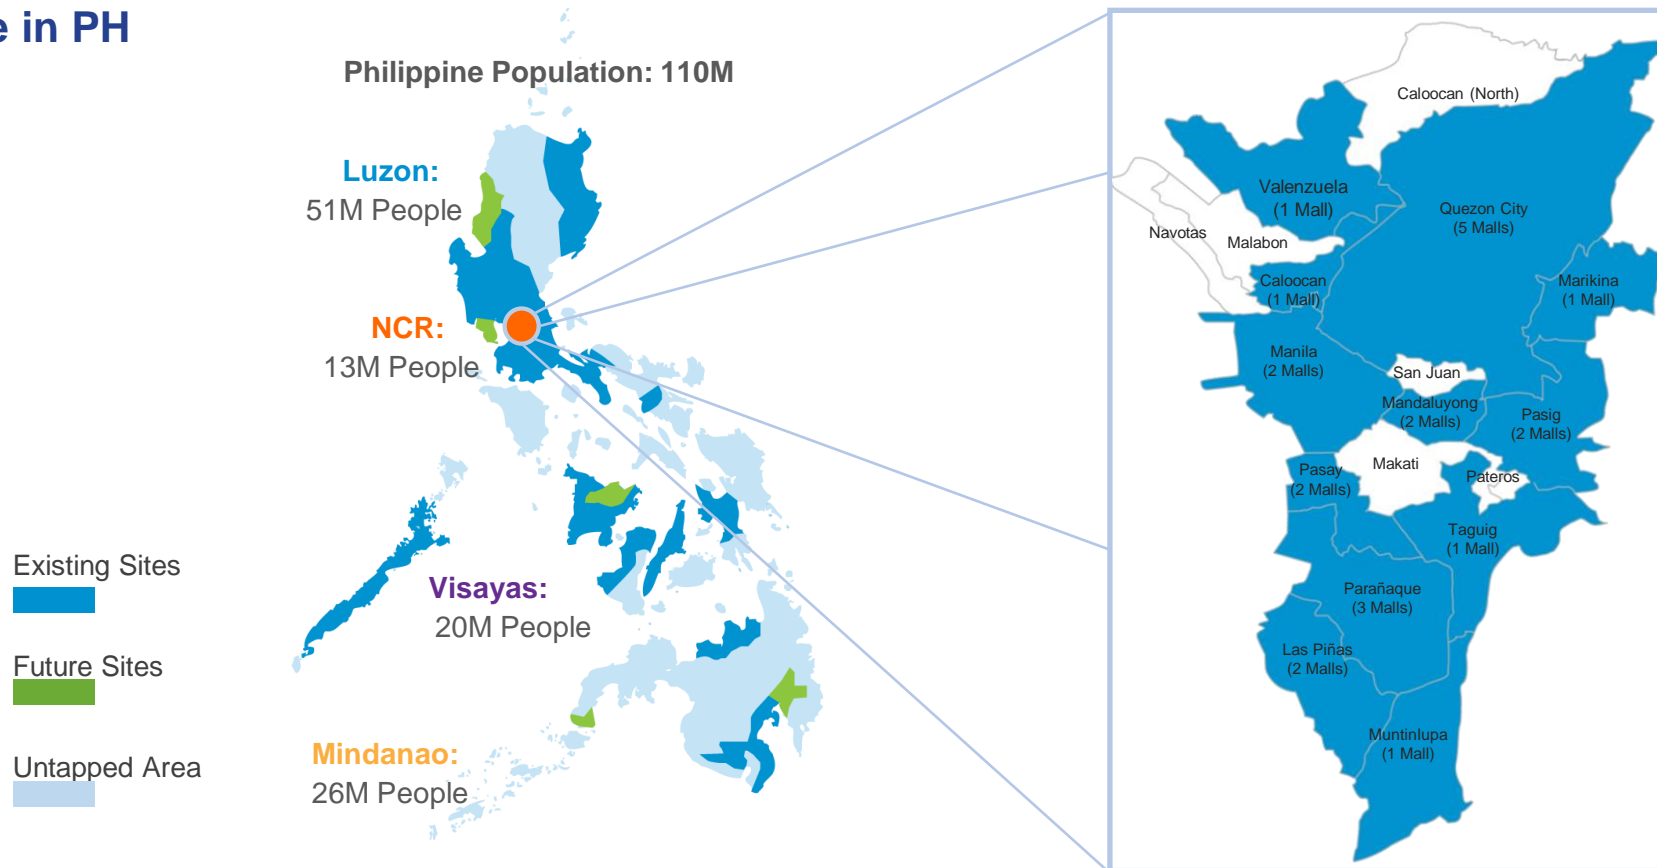 e in PH
Philippine Population: 110M
Luzon:
51M People
NCR:
13M People
Visayas:
20M People
Mindanao:
26M People
Existing Sites
Future Sites
Untapped Area
Caloocan (North)
Valenzuela
(1 Mall)
Quezon City
(5 Malls)
Navotas
Malabon
Caloocan
(1 Mall)
Marikina
(1 Mall)
Manila
(2 Malls)
San Juan
Mandaluyong
(2 Malls)
Pasig
(2 Malls)
Makati
Pasay
(2 Malls)
Pateros
Taguig
(1 Mall)
Parañaque
(3 Malls)
Las Piñas
(2 Malls)
Muntinlupa
(1 Mall)